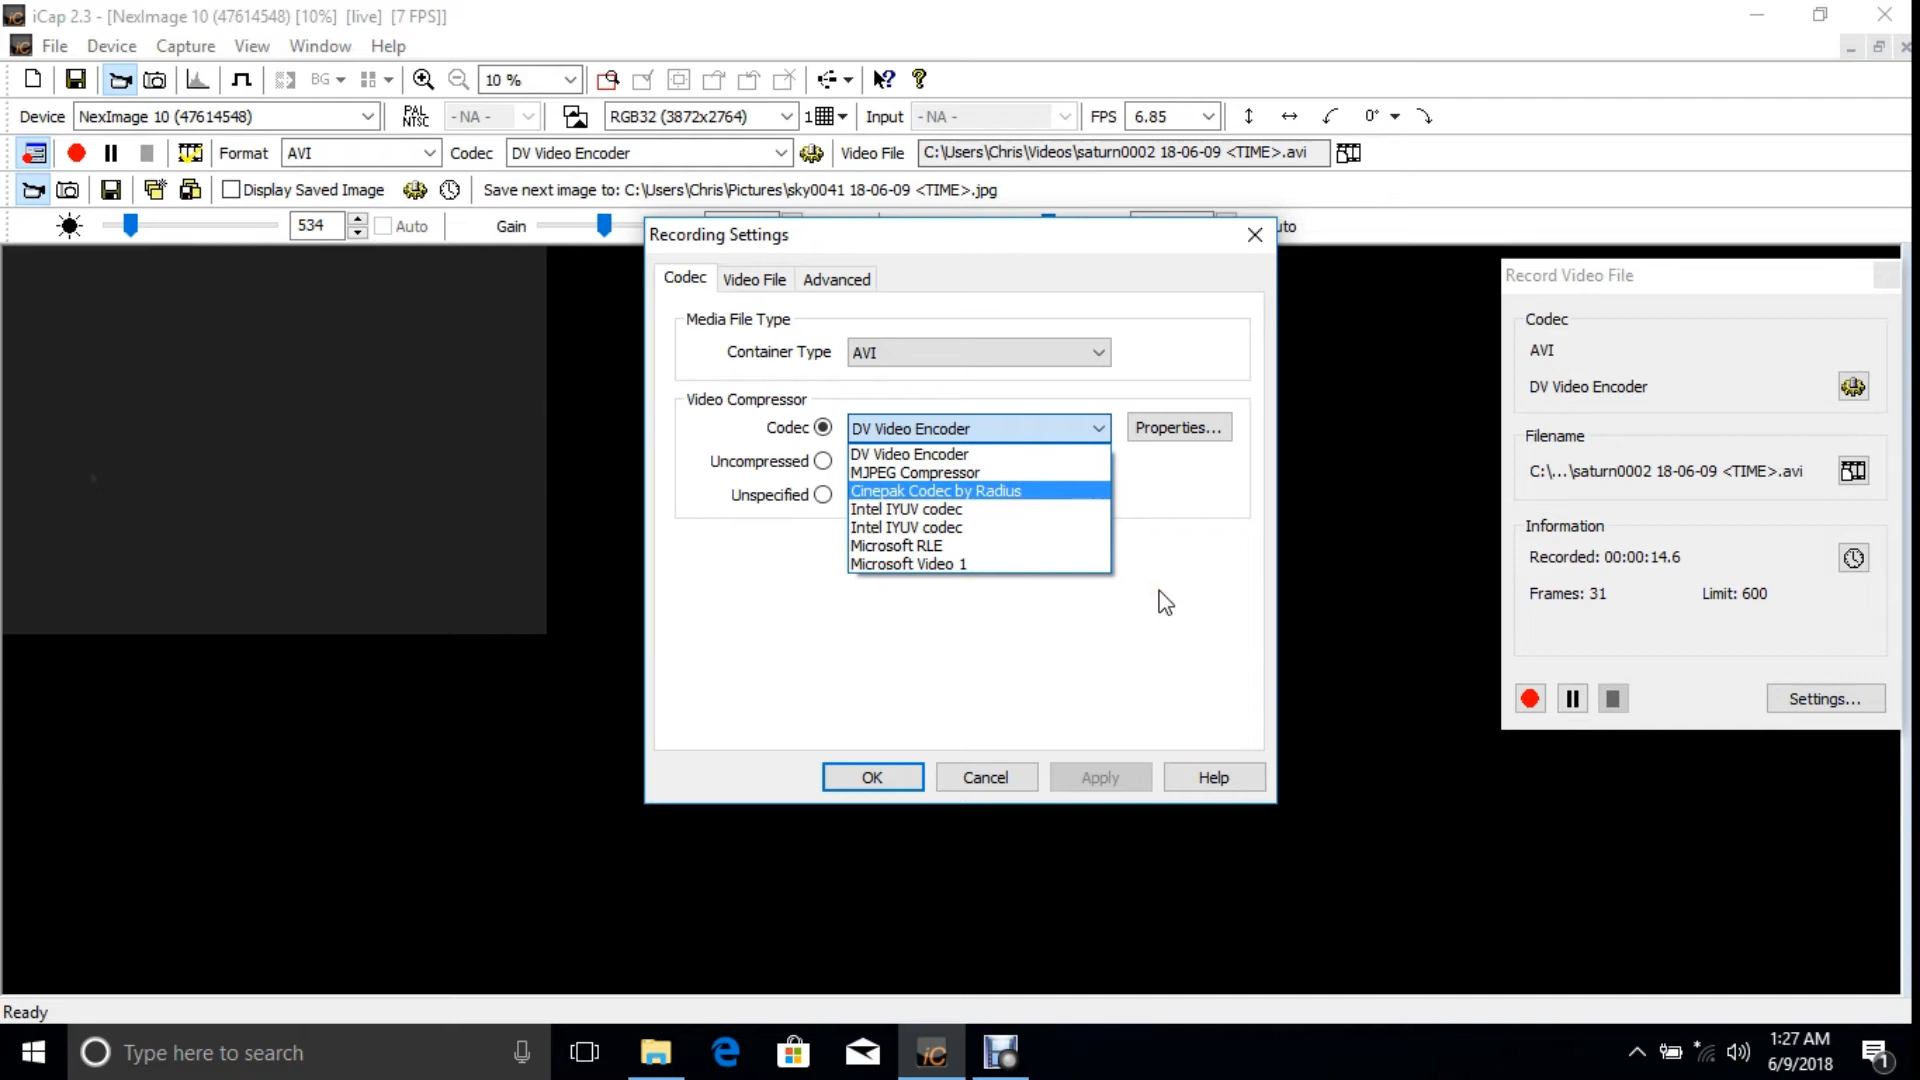 iCap 2.3 - [NexImage 10 (47614548) [10%]  [live]  [7 FPS]]
File Device Capture View Window Help
BG 10 %
Device NexImage 10 (47614548) PAL NTSC - NA - RGB32 (3872x2764) 1 Input - NA - FPS 6.85 0°
Format AVI Codec DV Video Encoder Video File C:\Users\Chris\Videos\saturn0002 18-06-09 <TIME>.avi
Display Saved Image Save next image to: C:\Users\Chris\Pictures\sky0041 18-06-09 <TIME>.jpg
534 Auto Gain uto
Recording Settings
Codec Video File Advanced
Media File Type
Container Type AVI
Video Compressor
Codec DV Video Encoder Properties...
Uncompressed
Unspecified
DV Video Encoder
MJPEG Compressor
Cinepak Codec by Radius
Intel IYUV codec
Intel IYUV codec
Microsoft RLE
Microsoft Video 1
OK Cancel Apply Help
Record Video File
Codec
AVI
DV Video Encoder
Filename
C:\...\saturn0002 18-06-09 <TIME>.avi
Information
Recorded: 00:00:14.6
Frames: 31 Limit: 600
Settings...
Ready
Type here to search
iC
1:27 AM
6/9/2018
1